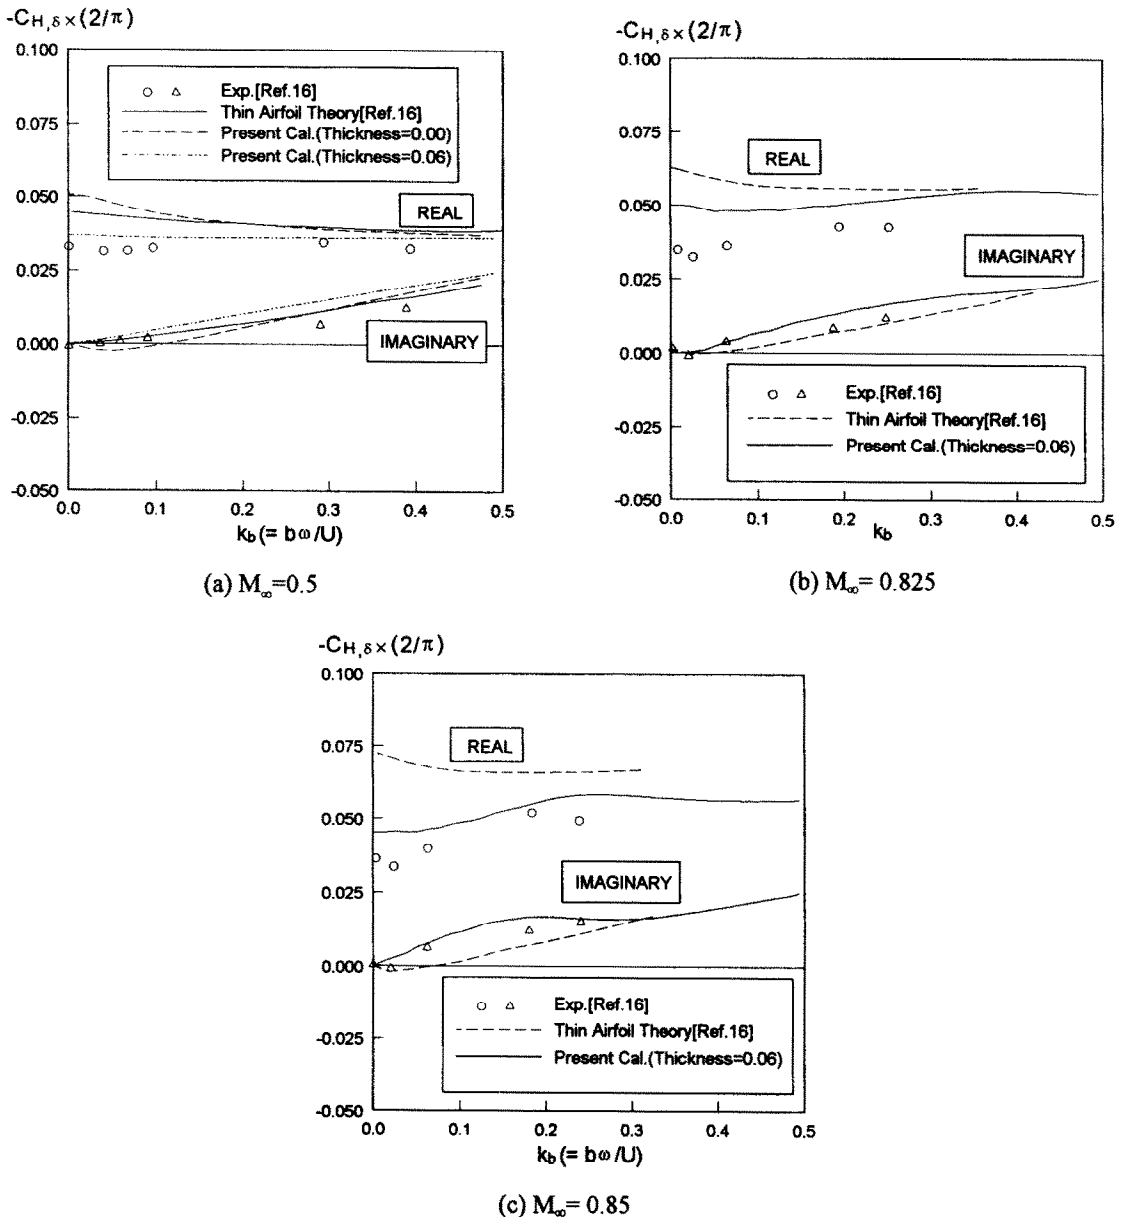 -C_H,δ×(2/π)
0.100
0.075
0.050
0.025
0.000
-0.025
-0.050
Exp.[Ref.16]
Thin Airfoil Theory[Ref.16]
Present Cal.(Thickness=0.00)
Present Cal.(Thickness=0.06)
REAL
IMAGINARY
0.0 0.1 0.2 0.3 0.4 0.5
k_b (= bω/U)
(a) M_∞=0.5
-C_H,δ×(2/π)
0.100
0.075
0.050
0.025
0.000
-0.025
-0.050
REAL
IMAGINARY
Exp.[Ref.16]
Thin Airfoil Theory[Ref.16]
Present Cal.(Thickness=0.06)
0.0 0.1 0.2 0.3 0.4 0.5
k_b
(b) M_∞= 0.825
-C_H,δ×(2/π)
0.100
0.075
0.050
0.025
0.000
-0.025
-0.050
REAL
IMAGINARY
Exp.[Ref.16]
Thin Airfoil Theory[Ref.16]
Present Cal.(Thickness=0.06)
0.0 0.1 0.2 0.3 0.4 0.5
k_b (= bω/U)
(c) M_∞= 0.85